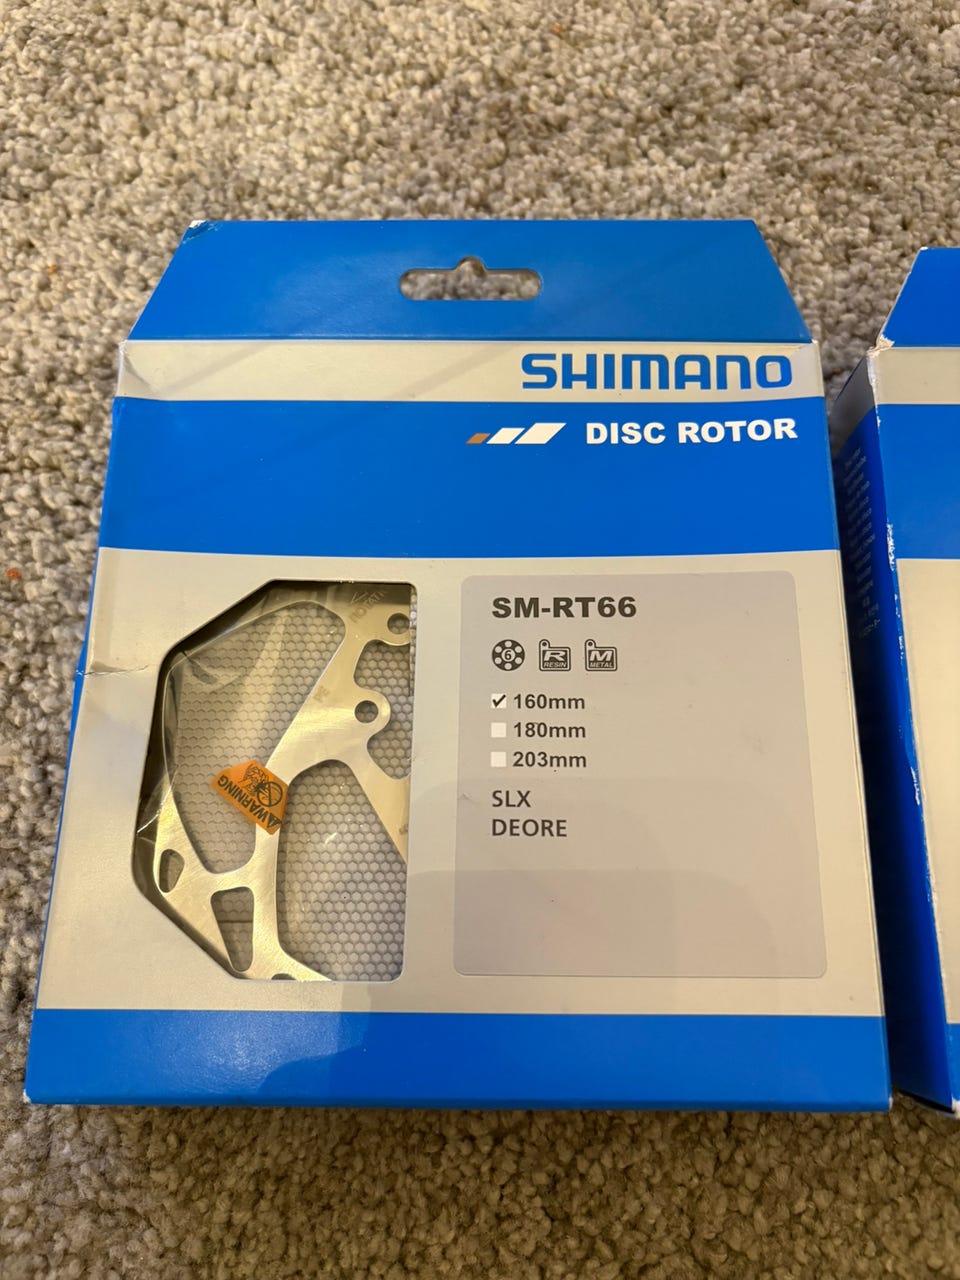 SHIMANO
DISC ROTOR
SM-RT66
6
R
RESIN
M
METAL
160mm
180mm
203mm
SLX
DEORE
WARNING